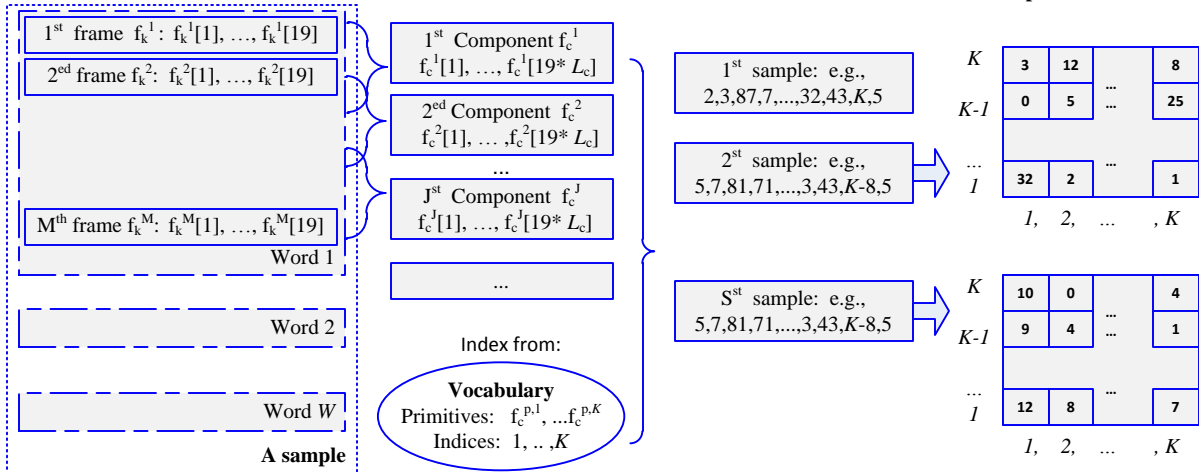 1st frame fk1: fk1[1], …, fk1[19]
2ed frame fk2: fk2[1], …, fk2[19]
Mth frame fkM: fkM[1], …, fkM[19]
Word 1
Word 2
Word W
A sample
1st Component fc1
fc1[1], …, fc1[19* Lc]
2ed Component fc2
fc2[1], … ,fc2[19* Lc]
...
Jst Component fcJ
fcJ[1], …, fcJ[19* Lc]
...
Index from:
Vocabulary
Primitives: fcp,1, ...fcp,K
Indices: 1, .. ,K
1st sample: e.g.,
2,3,87,7,...,32,43,K,5
2st sample: e.g.,
5,7,81,71,...,3,43,K-8,5
Sst sample: e.g.,
5,7,81,71,...,3,43,K-8,5
K 3 12 ... 8
K-1 0 5 ... ... 25
...
1 32 2 ... 1
1, 2, ... , K
K 10 0 4
K-1 9 4 ... ... 1
...
1 12 8 ... 7
1, 2, ... , K